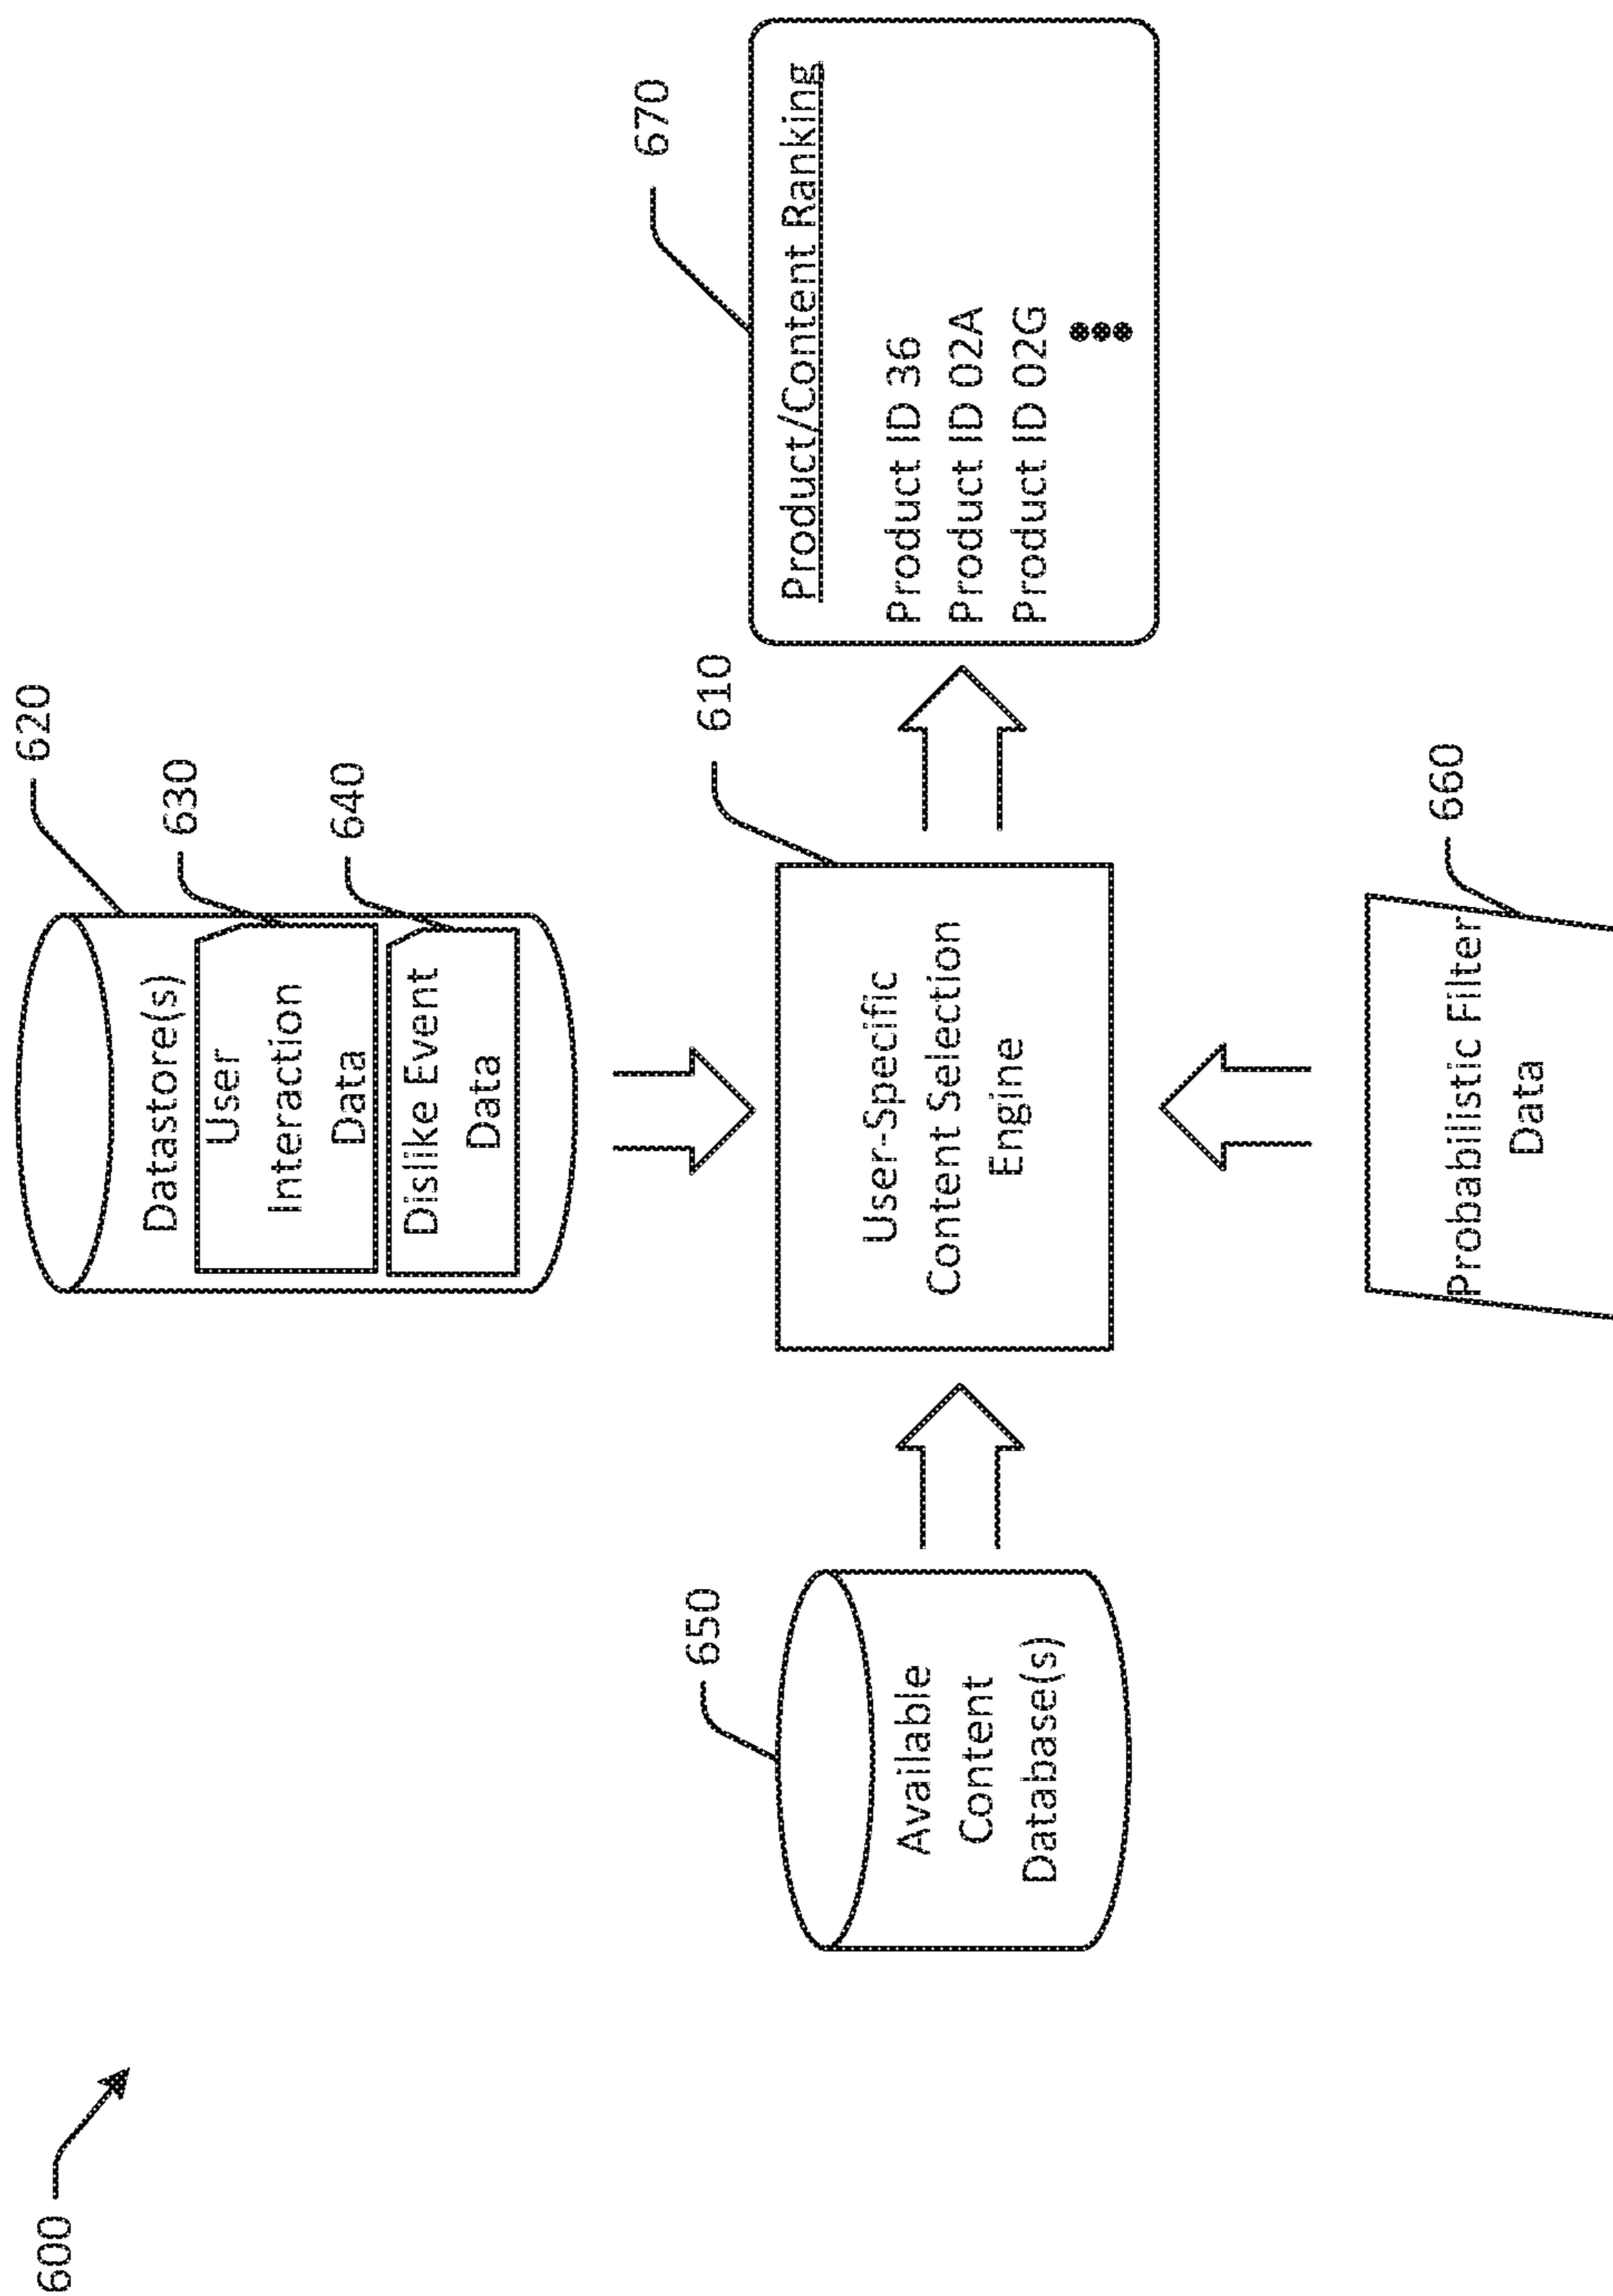 600
620
Datastore(s)
User
Interaction
Data
630
Dislike Event
Data
640
650
Available
Content
Database(s)
610
User-Specific
Content Selection
Engine
670
Product/Content Ranking
Product ID 36
Product ID 02A
Product ID 02G
660
Probabilistic Filter
Data